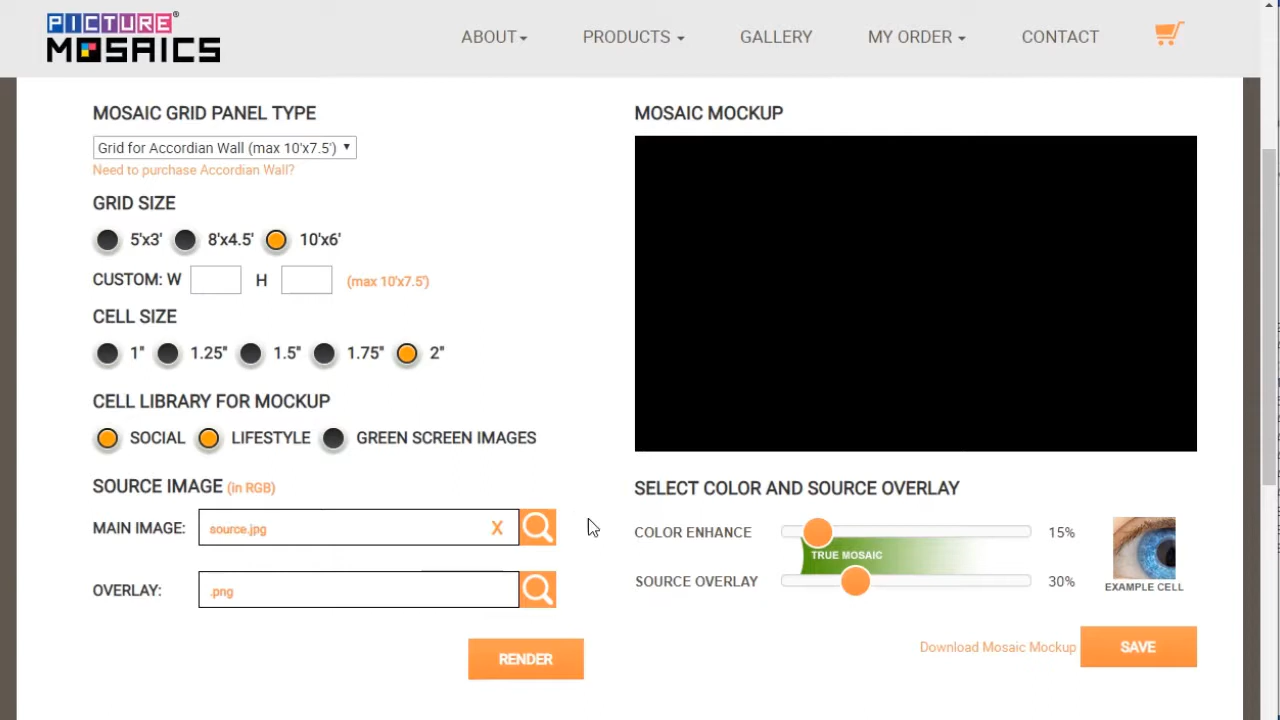 PICTURE®
MOSAICS
ABOUT PRODUCTS GALLERY MY ORDER CONTACT
MOSAIC GRID PANEL TYPE
Grid for Accordian Wall (max 10'x7.5')
Need to purchase Accordian Wall?
GRID SIZE
5'x3' 8'x4.5' 10'x6'
CUSTOM: W H (max 10'x7.5')
CELL SIZE
1" 1.25" 1.5" 1.75" 2"
CELL LIBRARY FOR MOCKUP
SOCIAL LIFESTYLE GREEN SCREEN IMAGES
SOURCE IMAGE (in RGB)
MAIN IMAGE: source.jpg X
OVERLAY: .png
RENDER
MOSAIC MOCKUP
SELECT COLOR AND SOURCE OVERLAY
COLOR ENHANCE 15%
TRUE MOSAIC
SOURCE OVERLAY 30%
EXAMPLE CELL
Download Mosaic Mockup SAVE